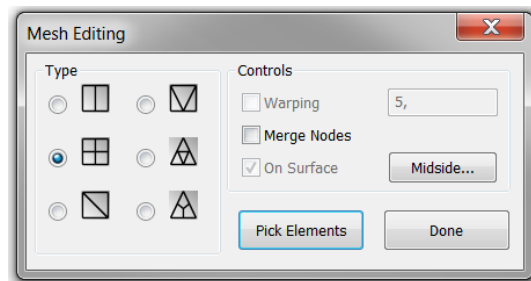 Mesh Editing
Type
Controls
Warping
5,
Merge Nodes
On Surface
Midside...
Pick Elements
Done